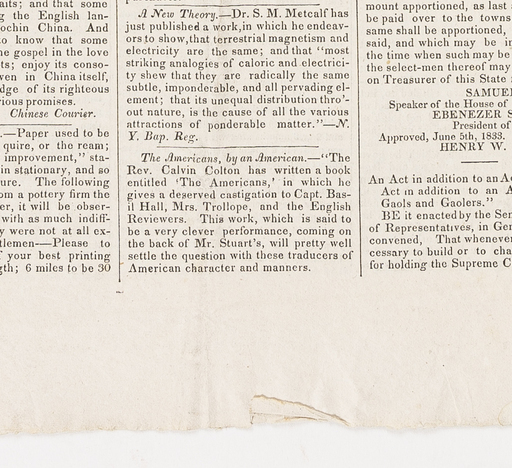 aits; and that some
g the English lan-
ochin China. And
to know that some
he gospel in the love
ts; enjoy its conso-
ven in China itself,
dge of its righteous
rious promises.
Chinese Courier.
.—Paper used to be
quire, or the ream;
improvement," sta-
in stationary, and so
ure. The following
om a pottery firm the
er, it will be obser-
with as much indiff-
y were not at all ex-
tlemen—Please to
f your best printing
gth; 6 miles to be 30
A New Theory.—Dr. S. M. Metcalf has
just published a work, in which he endeav-
ors to show, that terrestrial magnetism and
electricity are the same; and that "most
striking analogies of caloric and electrici-
ty shew that they are radically the same
subtle, imponderable, and all pervading el-
ement; that its unequal distribution thro'-
out nature, is the cause of all the various
attractions of ponderable matter."—N.
Y. Bap. Reg.
The Americans, by an American.—"The
Rev. Calvin Colton has written a book
entitled 'The Americans,' in which he
gives a deserved castigation to Capt. Bas-
il Hall, Mrs. Trollope, and the English
Reviewers. This work, which is said to
be a very clever performance, coming on
the back of Mr. Stuart's, will pretty well
settle the question with these traducers of
American character and manners.
mount apportioned, as last a
be paid over to the towns
same shall be apportioned,
said, and which may be in
the time when such may be
the select-men thereof may
on Treasurer of this State
SAMUEL
Speaker of the House of
EBENEZER S
President of
Approved, June 5th, 1833.
HENRY W.
An Act in addition to an Ac
Act in addition to an A
Gaols and Gaolers."
BE it enacted by the Sen
of Representatives, in Gen
convened, That whenever
cessary to build or to cha
for holding the Supreme C